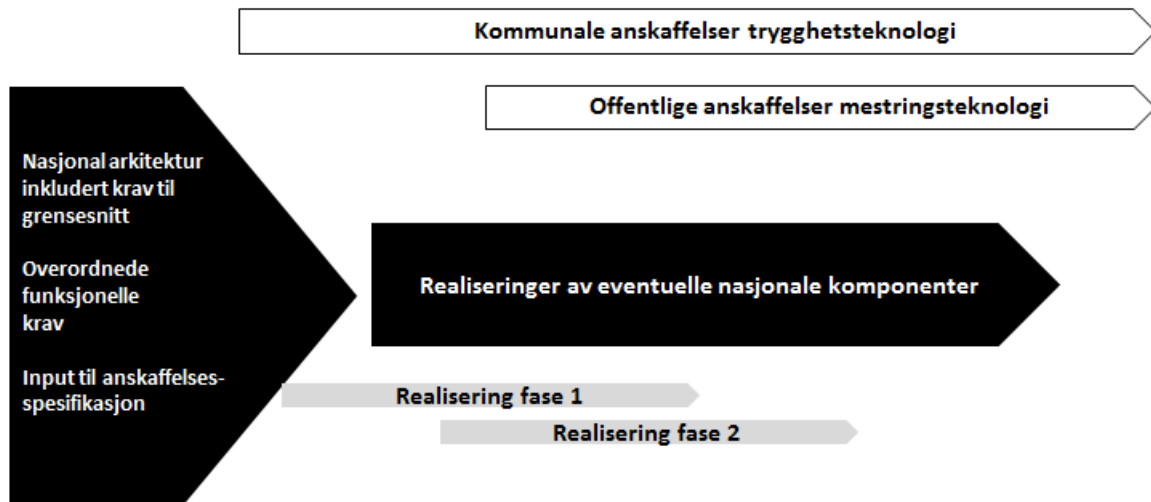 Kommunale anskaffelser trygghetsteknologi
Offentlige anskaffelser mestringsteknologi
Nasjonal arkitektur
inkludert krav til
grensesnitt
Overordnede
funksjonelle
krav
Input til anskaffelses-
spesifikasjon
Realiseringer av eventuelle nasjonale komponenter
Realisering fase 1
Realisering fase 2